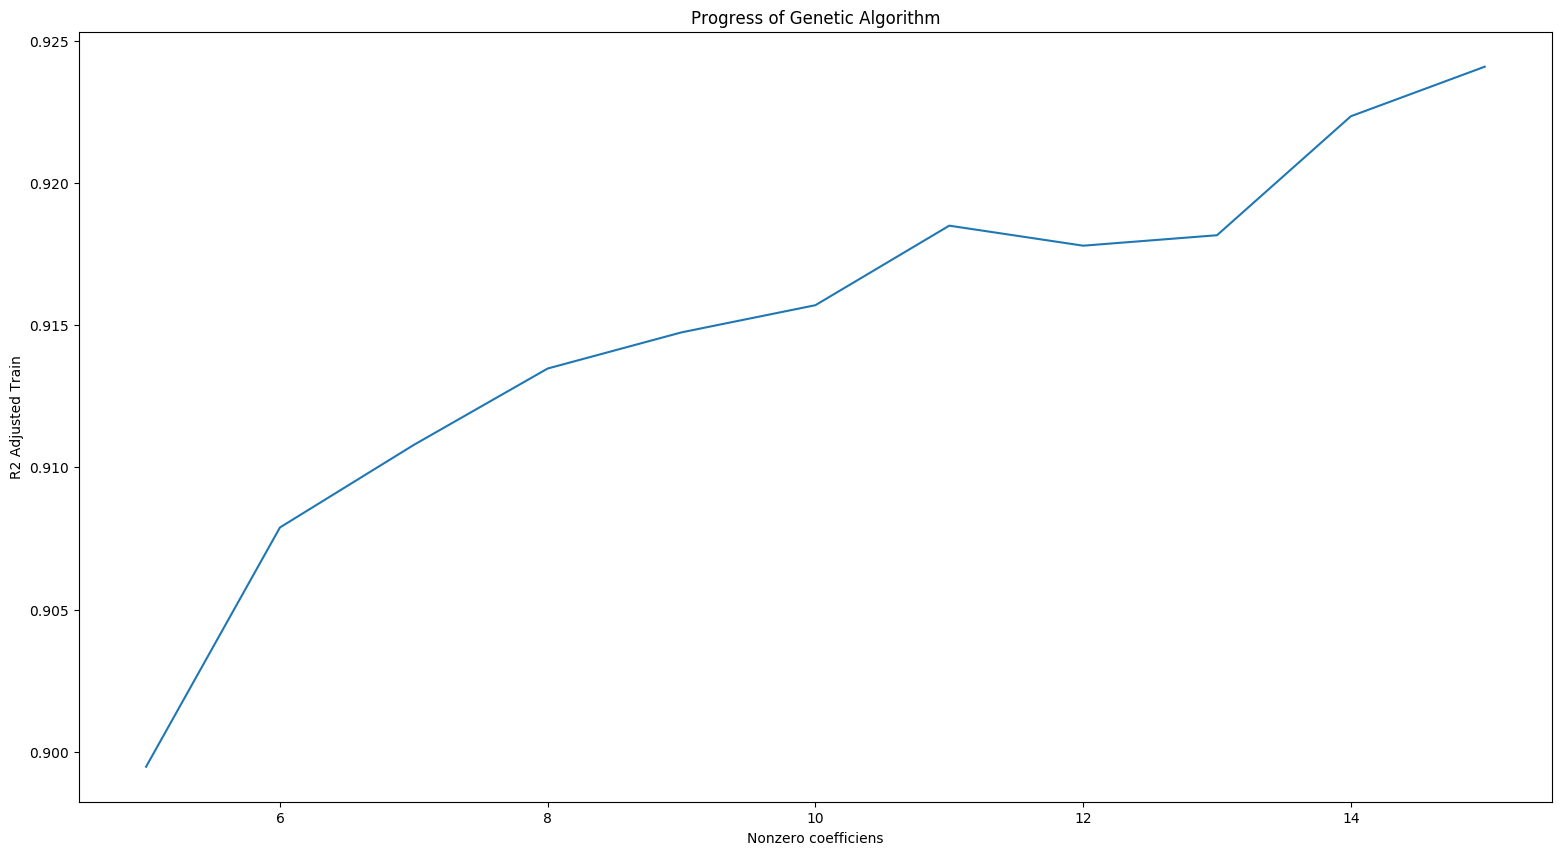 Progress of Genetic Algorithm
0.925
0.920
0.915
0.910
0.905
0.900
R2 Adjusted Train
6 8 10 12 14
Nonzero coefficiens